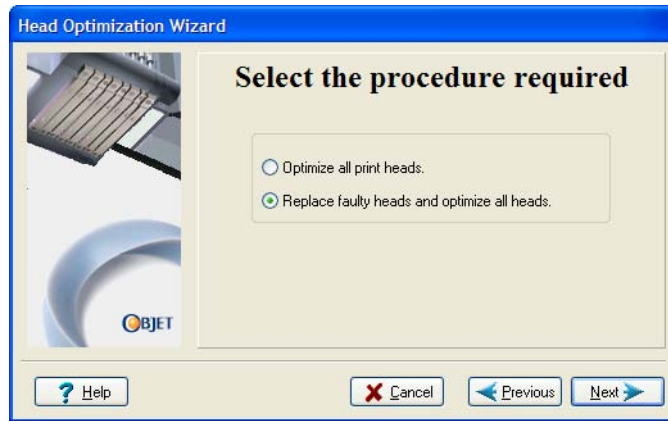 Head Optimization Wizard
Select the procedure required
Optimize all print heads.
Replace faulty heads and optimize all heads.
OBJET
? Help
Cancel
Previous
Next